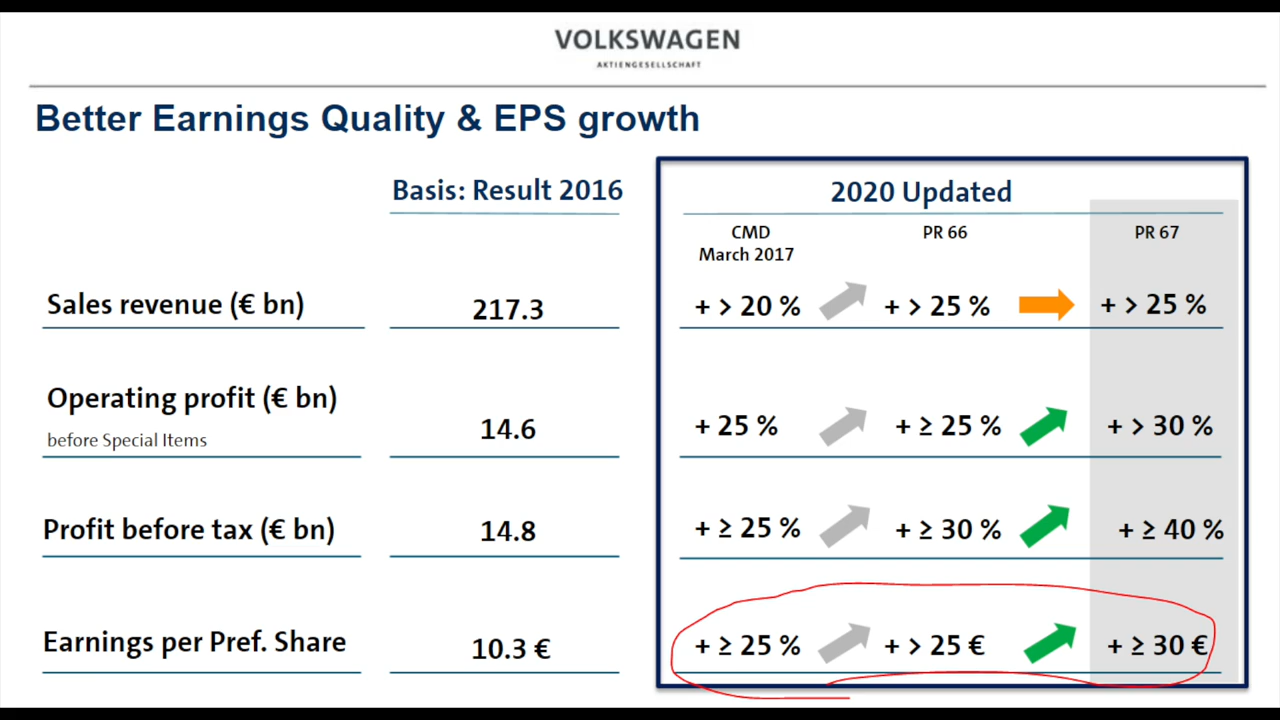 VOLKSWAGEN
AKTIENGESELLSCHAFT
Better Earnings Quality & EPS growth
Basis: Result 2016
2020 Updated
CMD
March 2017
PR 66
PR 67
Sales revenue (€ bn)
217.3
+ > 20 %
+ > 25 %
+ > 25 %
Operating profit (€ bn)
before Special Items
14.6
+ 25 %
+ ≥ 25 %
+ > 30 %
Profit before tax (€ bn)
14.8
+ ≥ 25 %
+ ≥ 30 %
+ ≥ 40 %
Earnings per Pref. Share
10.3 €
+ ≥ 25 %
+ > 25 €
+ ≥ 30 €